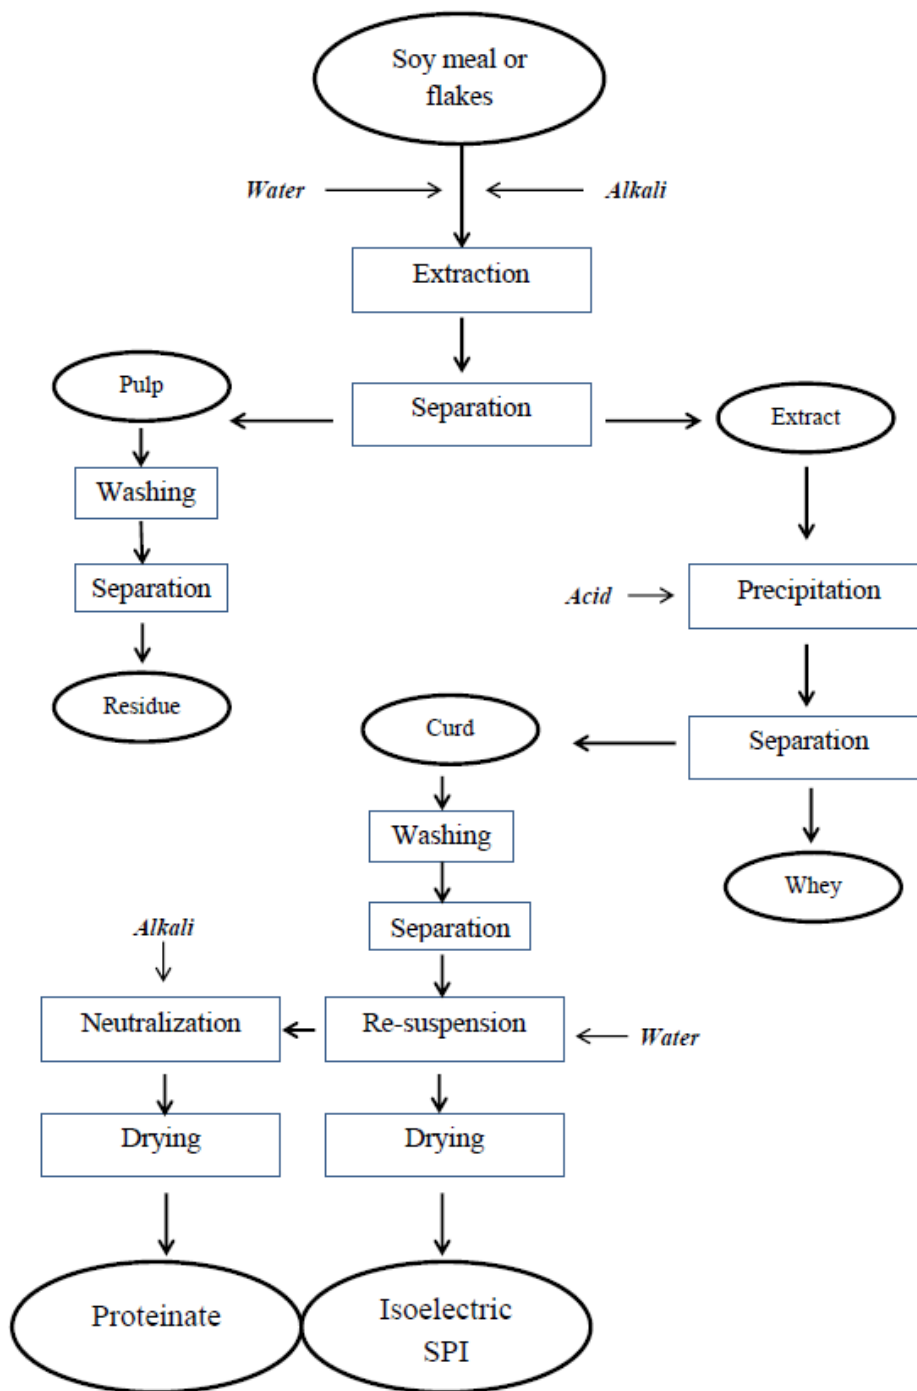 Soy meal or
flakes
Water
Alkali
Extraction
Pulp
Separation
Extract
Washing
Separation
Acid
Precipitation
Residue
Curd
Separation
Washing
Whey
Alkali
Separation
Neutralization
Re-suspension
Water
Drying
Drying
Proteinate
Isoelectric
SPI